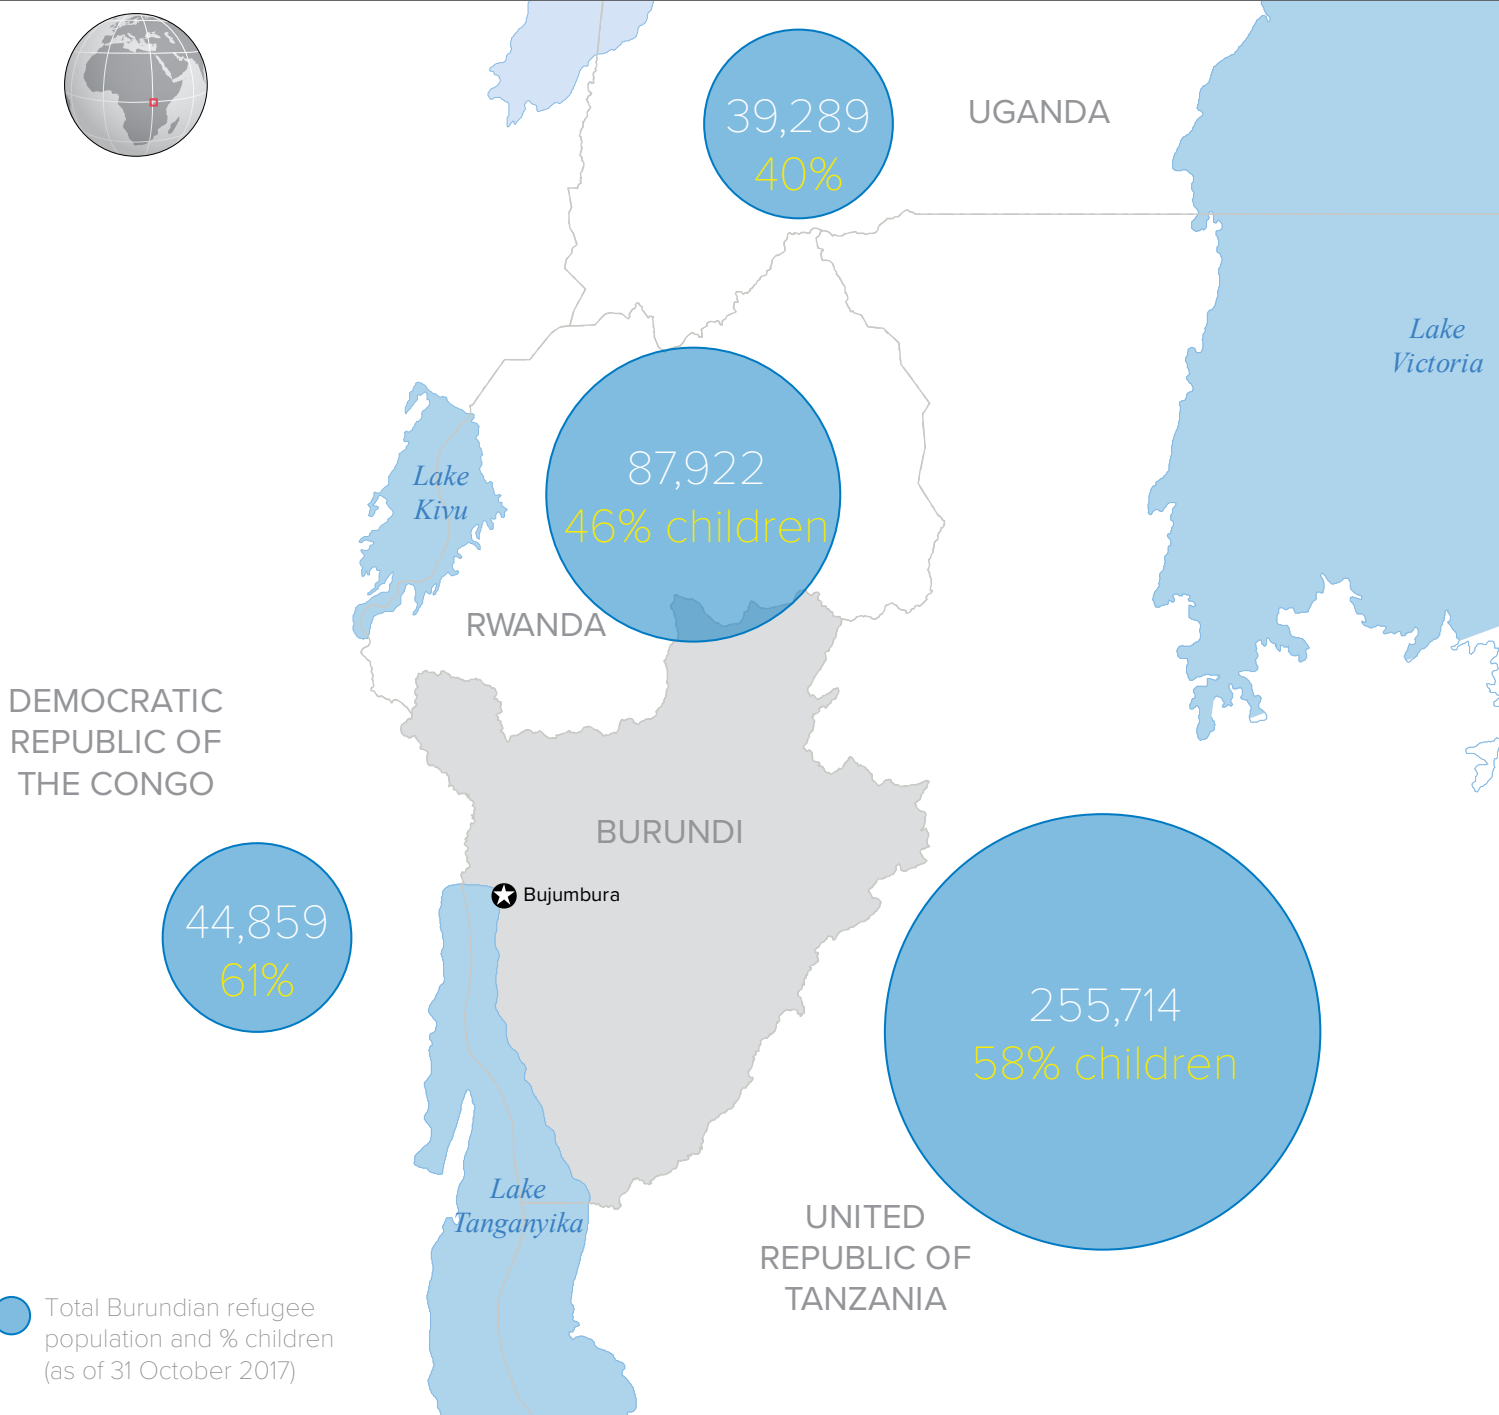 39,289
40%
UGANDA
Lake
Victoria
87,922
46% children
Lake
Kivu
RWANDA
DEMOCRATIC
REPUBLIC OF
THE CONGO
BURUNDI
Bujumbura
44,859
61%
255,714
58% children
Lake
Tanganyika
UNITED
REPUBLIC OF
TANZANIA
Total Burundian refugee
population and % children
(as of 31 October 2017)